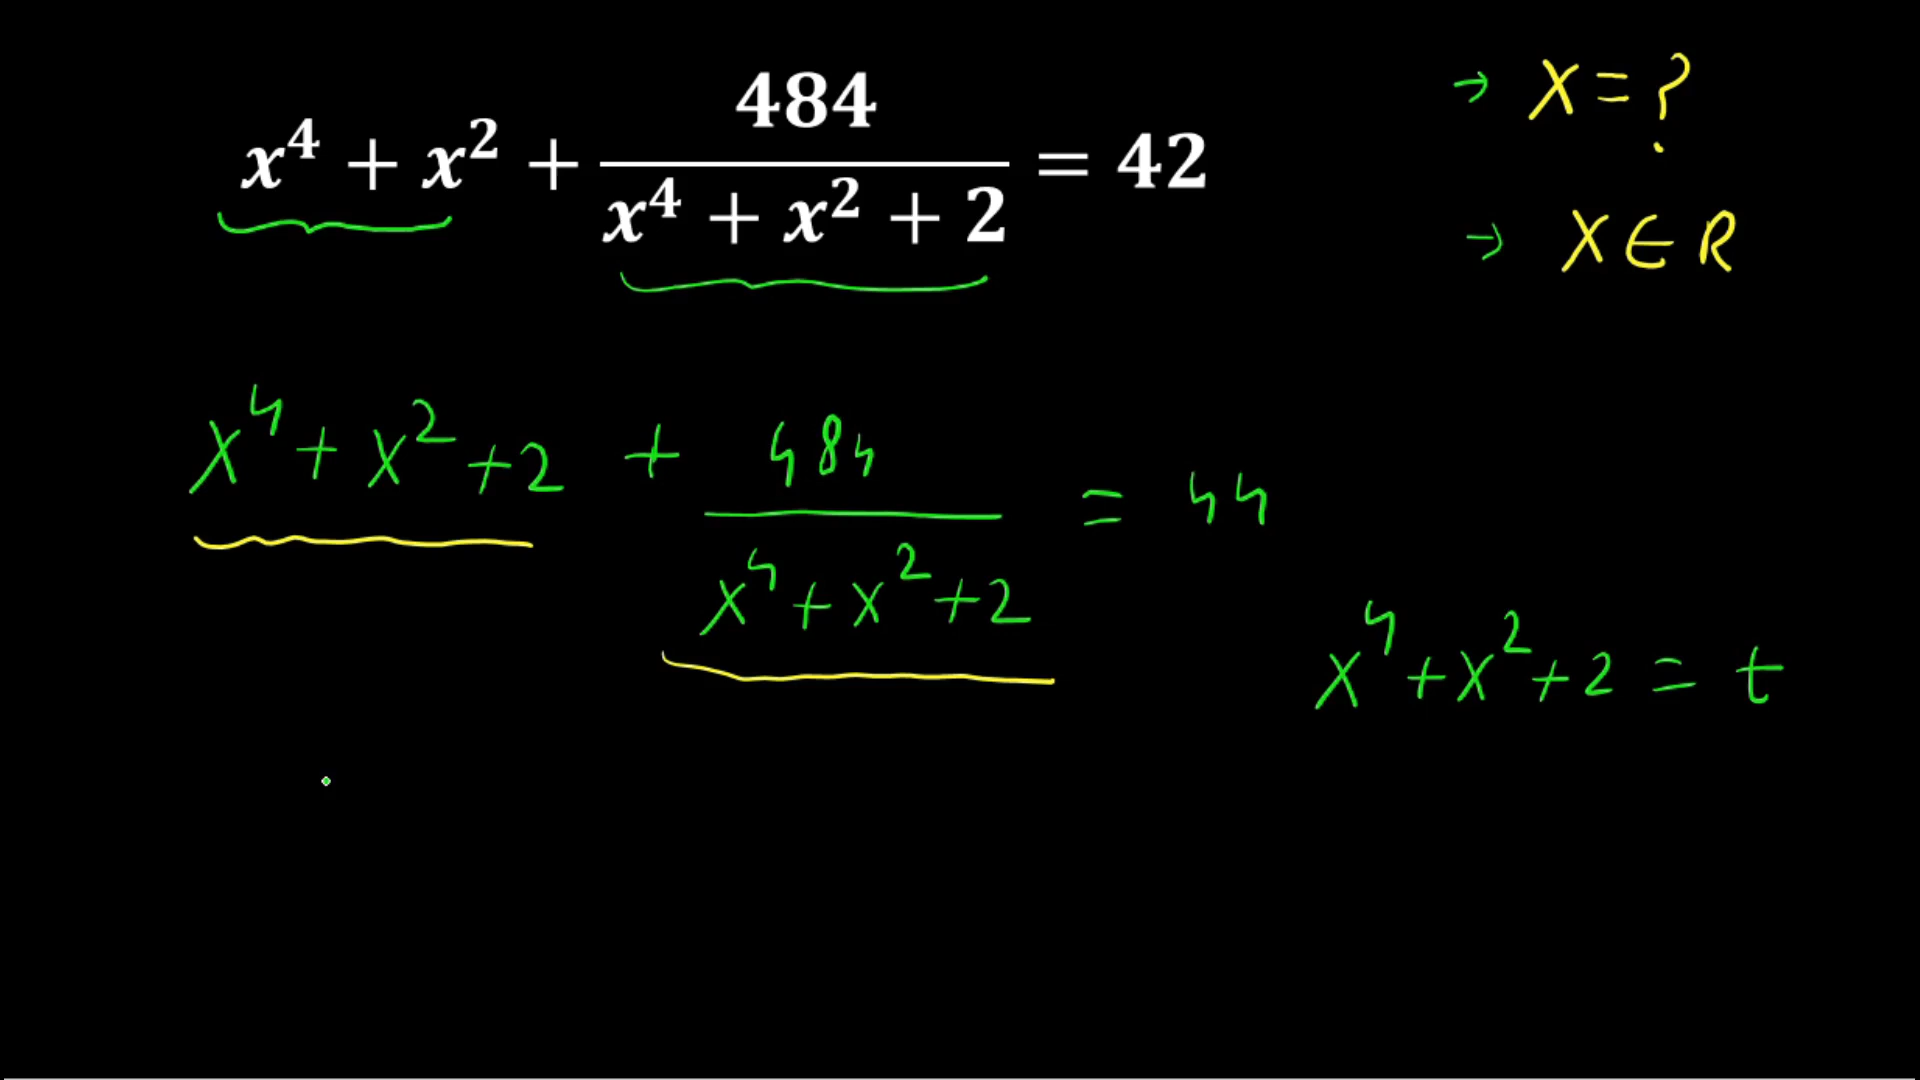 x⁴ + x² + 484/(x⁴ + x² + 2) = 42
→ X = ?
→ X ∈ R
X⁴ + X² + 2 + 484/(X⁴ + X² + 2) = 44
X⁴ + X² + 2 = t